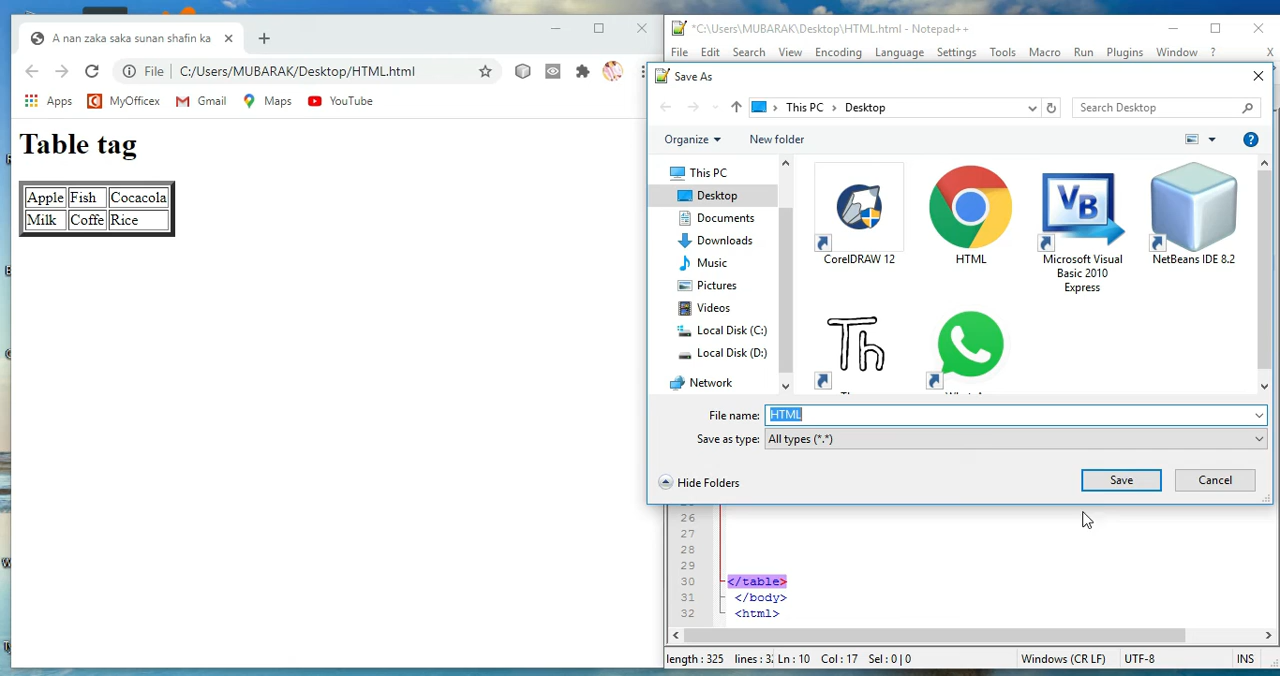 A nan zaka saka sunan shafin ka
File C:/Users/MUBARAK/Desktop/HTML.html
Apps MyOfficex Gmail Maps YouTube
Table tag
Apple Fish Cocacola
Milk Coffe Rice
*C:\Users\MUBARAK\Desktop\HTML.html - Notepad++
File Edit Search View Encoding Language Settings Tools Macro Run Plugins Window ? X
Save As
This PC > Desktop
Search Desktop
Organize New folder
This PC
Desktop
Documents
Downloads
Music
Pictures
Videos
Local Disk (C:)
Local Disk (D:)
Network
CorelDRAW 12
HTML
Microsoft Visual
Basic 2010
Express
NetBeans IDE 8.2
Th
File name: HTML
Save as type: All types (*.*)
Hide Folders
Save Cancel
26
27
28
29
30 </table>
31 </body>
32 <html>
length : 325 lines : 32 Ln : 10 Col : 17 Sel : 0 | 0 Windows (CR LF) UTF-8 INS